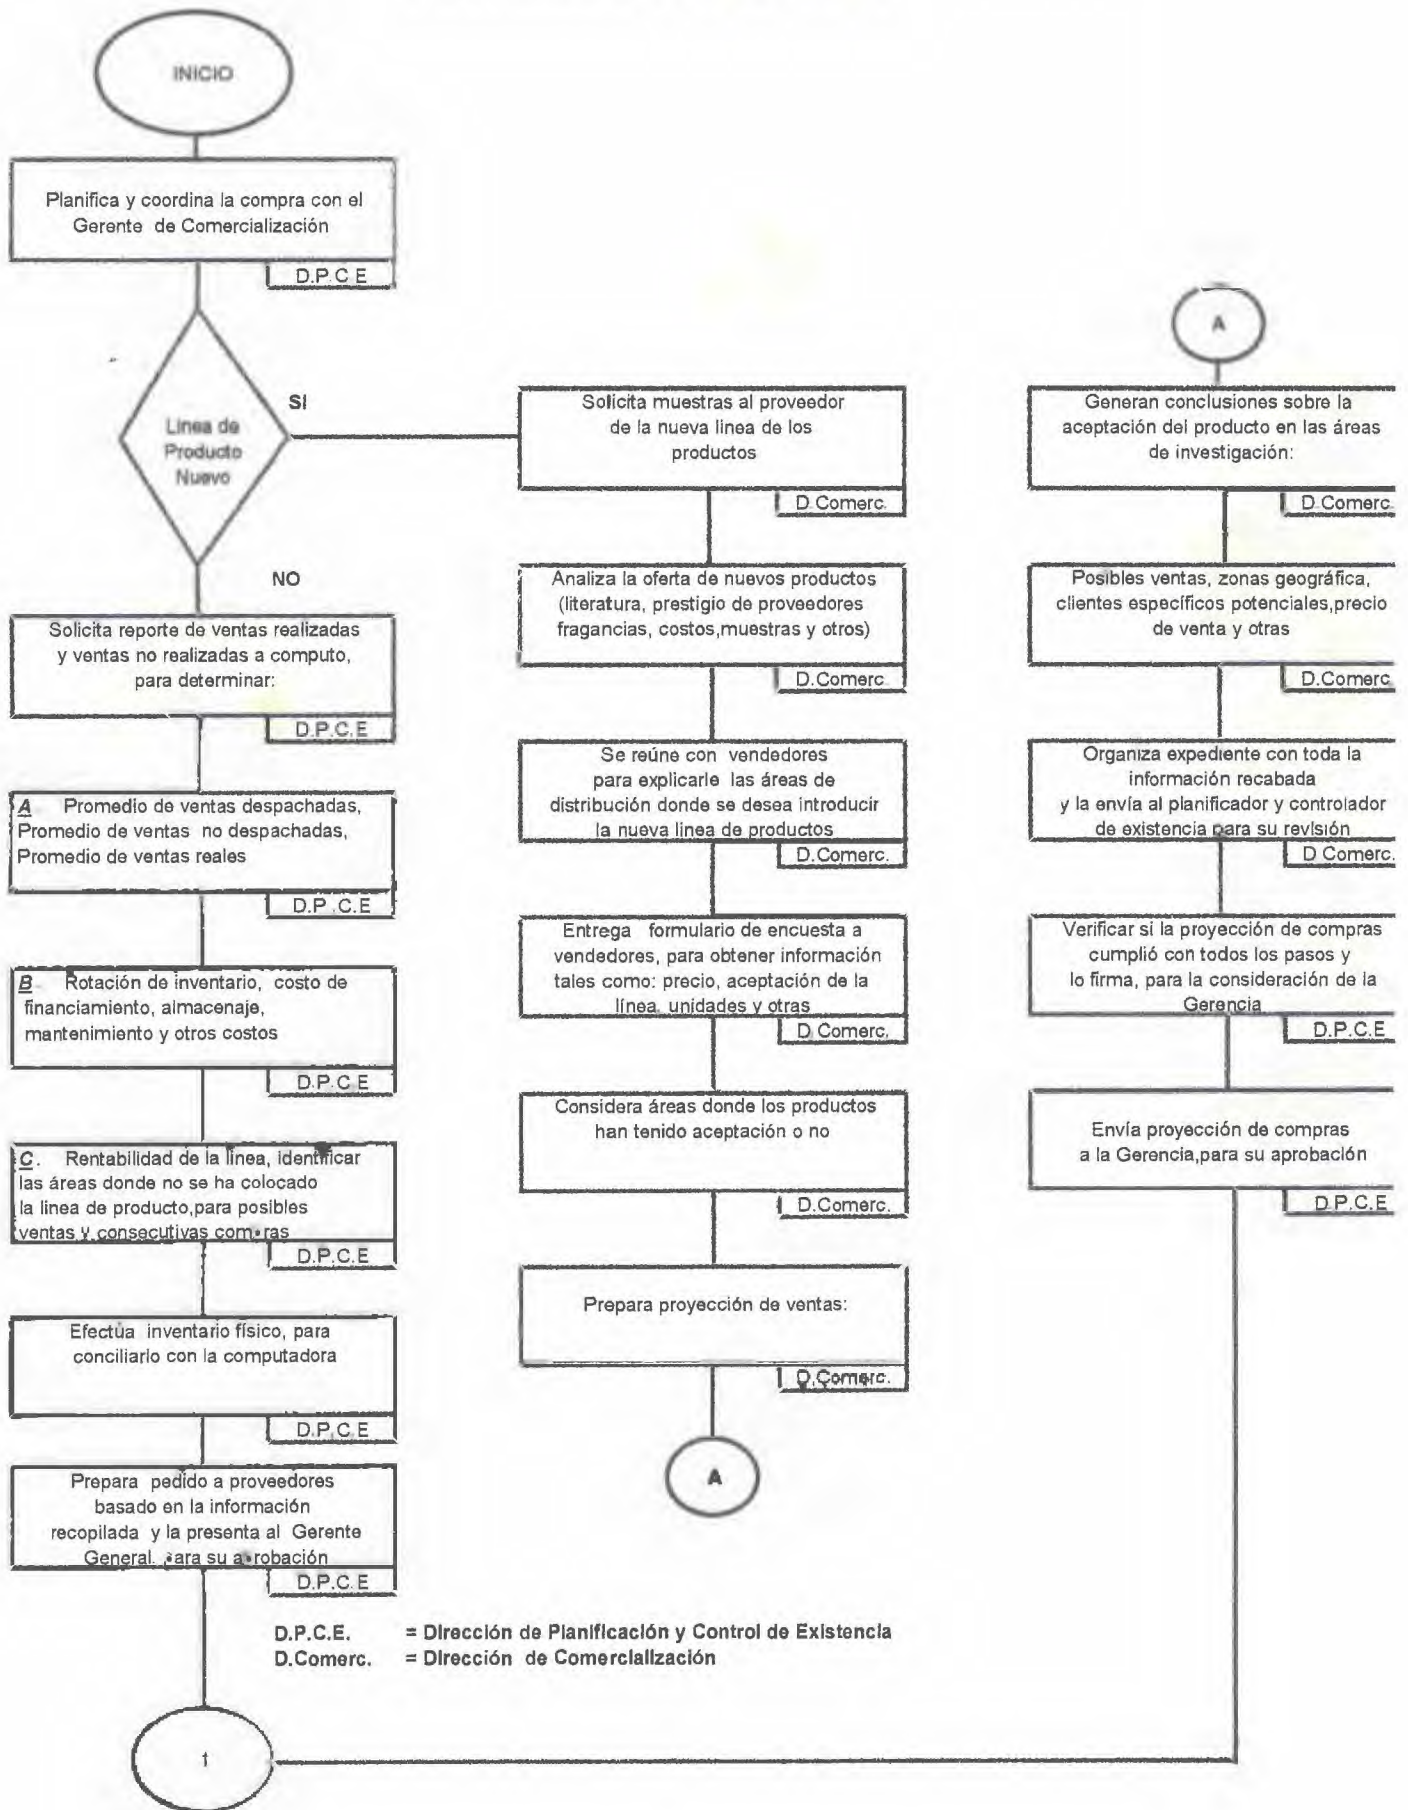 INICIO
Planifica y coordina la compra con el
Gerente de Comercialización
D.P.C.E
Linea de
Producto
Nuevo
SI
NO
Solicita reporte de ventas realizadas
y ventas no realizadas a computo,
para determinar:
D.P.C.E
A Promedio de ventas despachadas,
Promedio de ventas no despachadas,
Promedio de ventas reales
D.P.C.E
B Rotación de inventario, costo de
financiamiento, almacenaje,
mantenimiento y otros costos
D.P.C.E
C. Rentabilidad de la línea, identificar
las áreas donde no se ha colocado
la linea de producto,para posibles
ventas y consecutivas compras
D.P.C.E
Efectúa inventario físico, para
conciliarlo con la computadora
D.P.C.E
Prepara pedido a proveedores
basado en la información
recopilada y la presenta al Gerente
General. para su aprobación
D.P.C.E
Solicita muestras al proveedor
de la nueva linea de los
productos
D.Comerc.
Analiza la oferta de nuevos productos
(literatura, prestigio de proveedores
fragancias, costos,muestras y otros)
D.Comerc.
Se reúne con vendedores
para explicarle las áreas de
distribución donde se desea introducir
la nueva linea de productos
D.Comerc.
Entrega formulario de encuesta a
vendedores, para obtener información
tales como: precio, aceptación de la
línea, unidades y otras
D.Comerc.
Considera áreas donde los productos
han tenido aceptación o no
D.Comerc.
Prepara proyección de ventas:
D.Comerc.
A
A
Generan conclusiones sobre la
aceptación del producto en las áreas
de investigación:
D.Comerc.
Posibles ventas, zonas geográfica,
clientes específicos potenciales,precio
de venta y otras
D.Comerc
Organiza expediente con toda la
información recabada
y la envía al planificador y controlador
de existencia para su revisión
D Comerc.
Verificar si la proyección de compras
cumplió con todos los pasos y
lo firma, para la consideración de la
Gerencia
D.P.C.E
Envía proyección de compras
a la Gerencia,para su aprobación
D.P.C.E
D.P.C.E. = Dirección de Planificación y Control de Existencia
D.Comerc. = Dirección de Comercialización
1